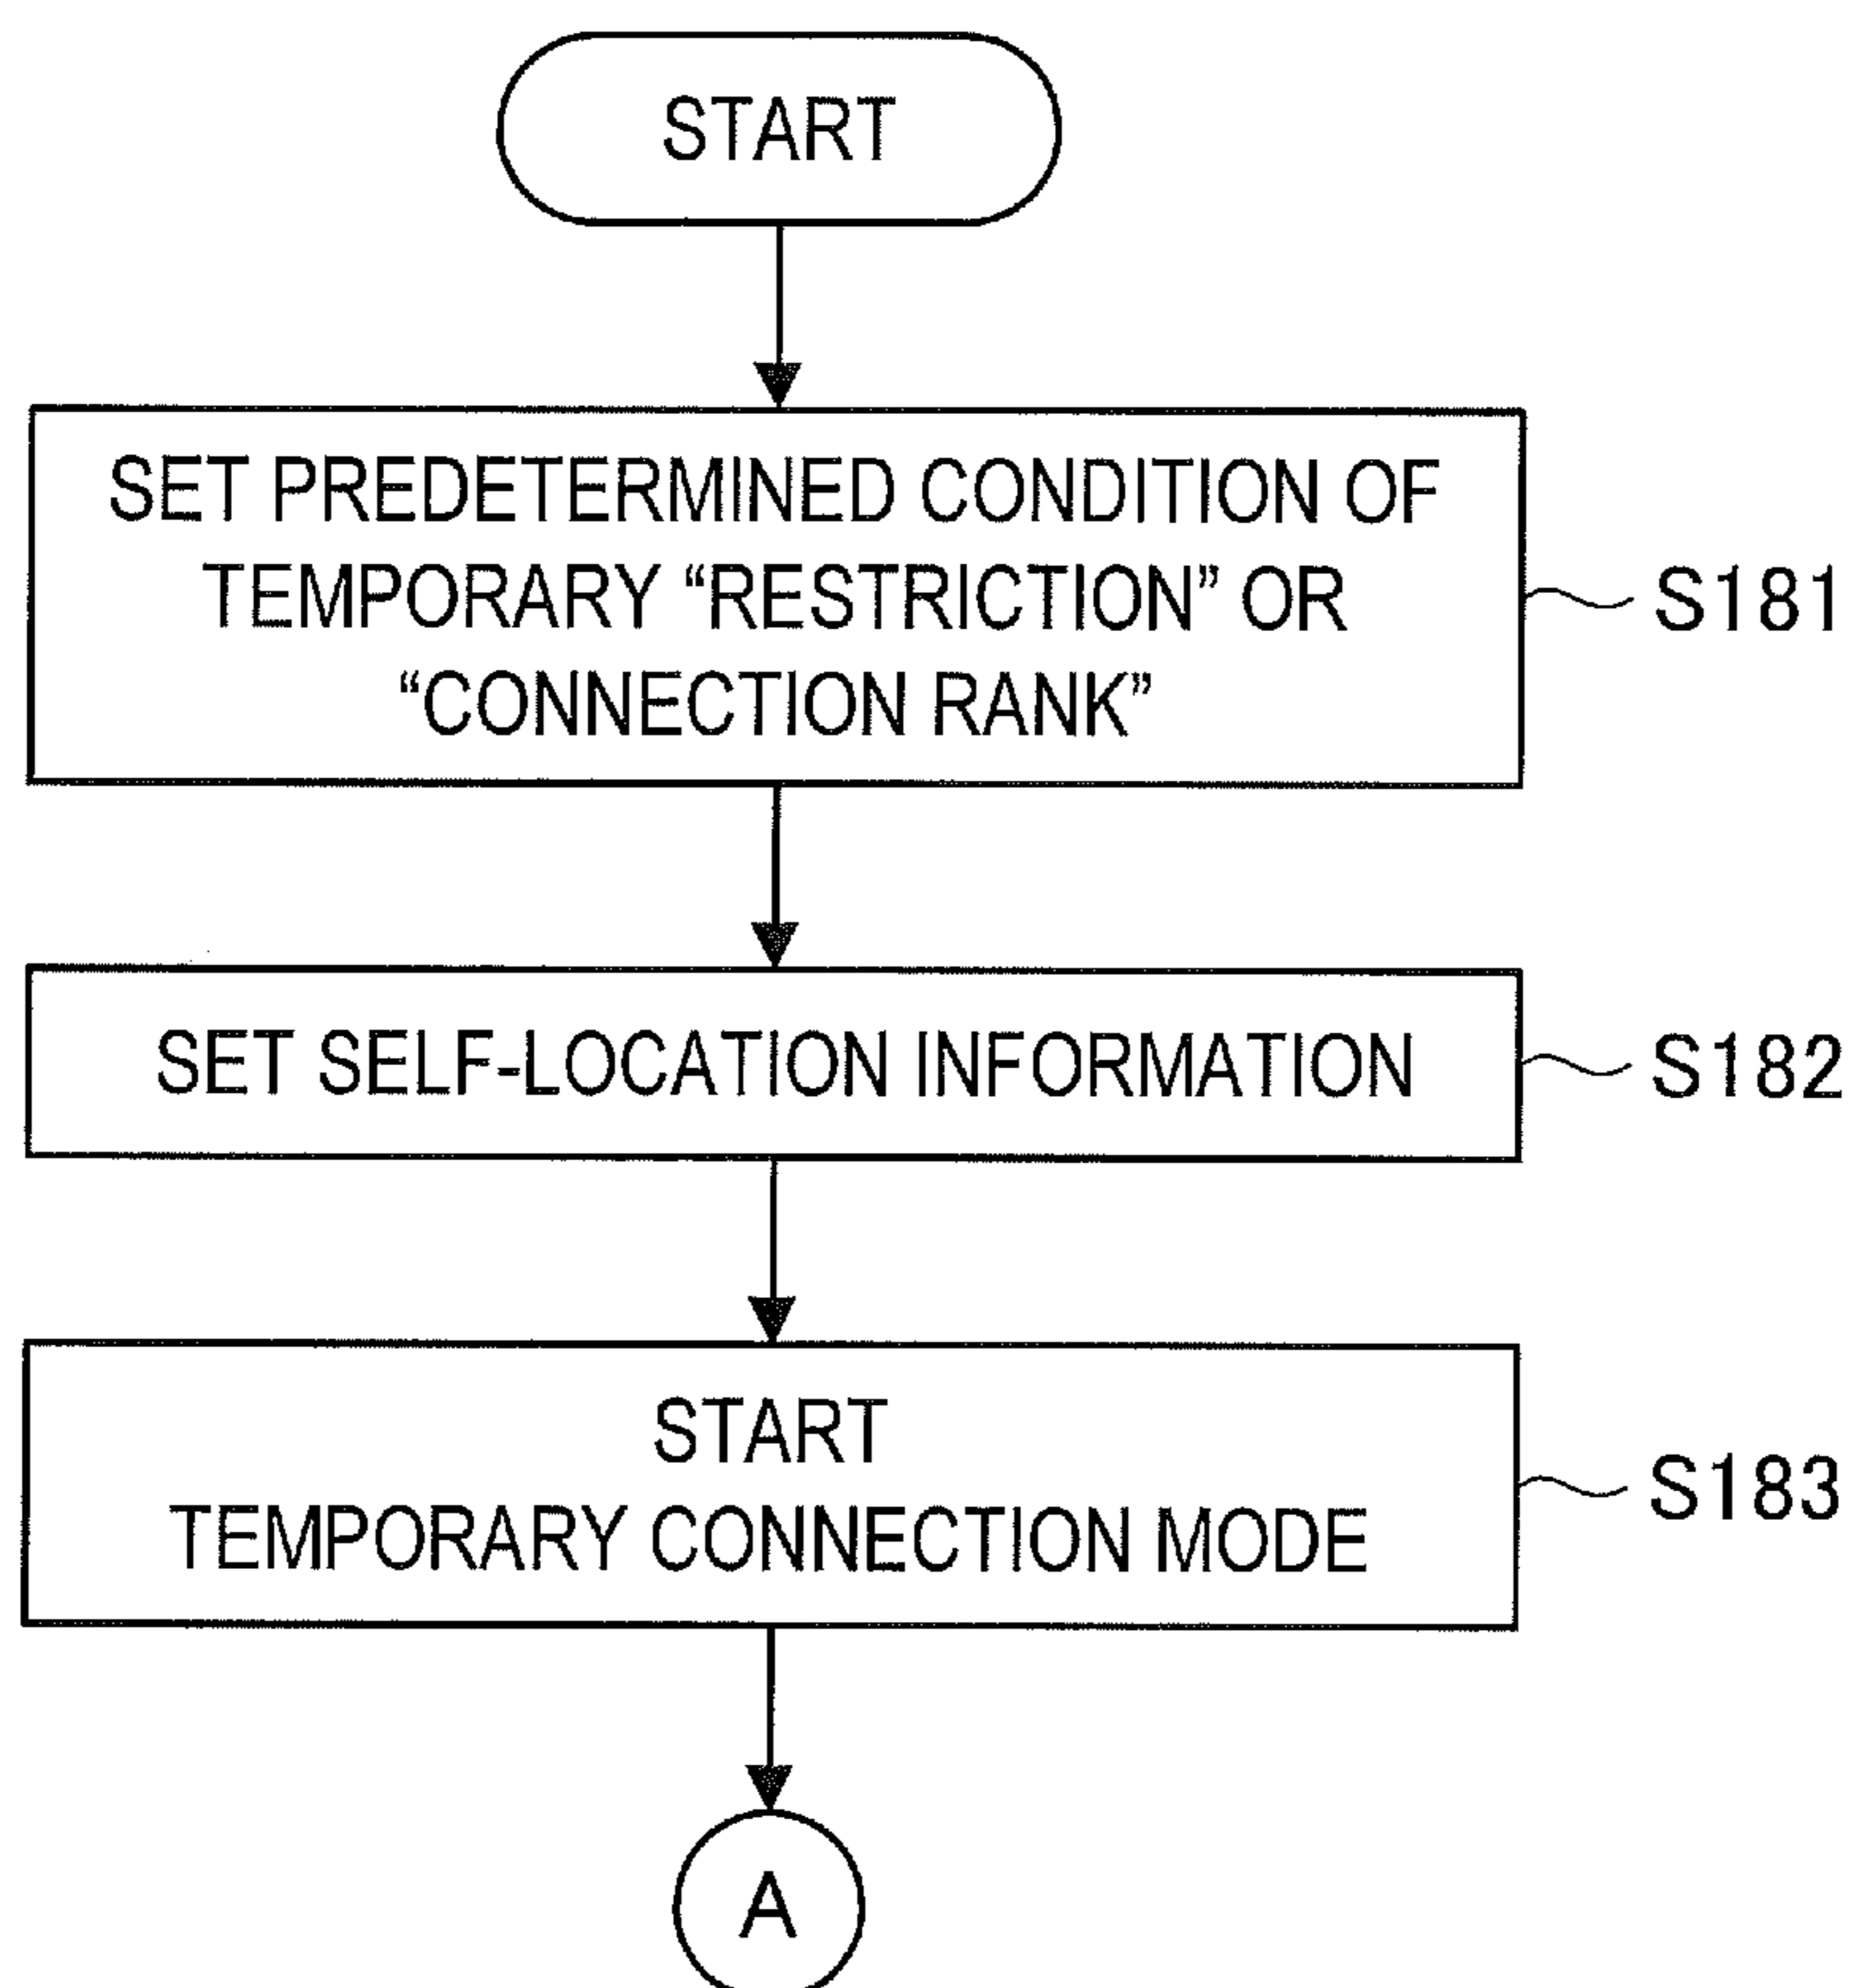 START
SET PREDETERMINED CONDITION OF
TEMPORARY “RESTRICTION” OR
“CONNECTION RANK”
S181
SET SELF-LOCATION INFORMATION
S182
START
TEMPORARY CONNECTION MODE
S183
A